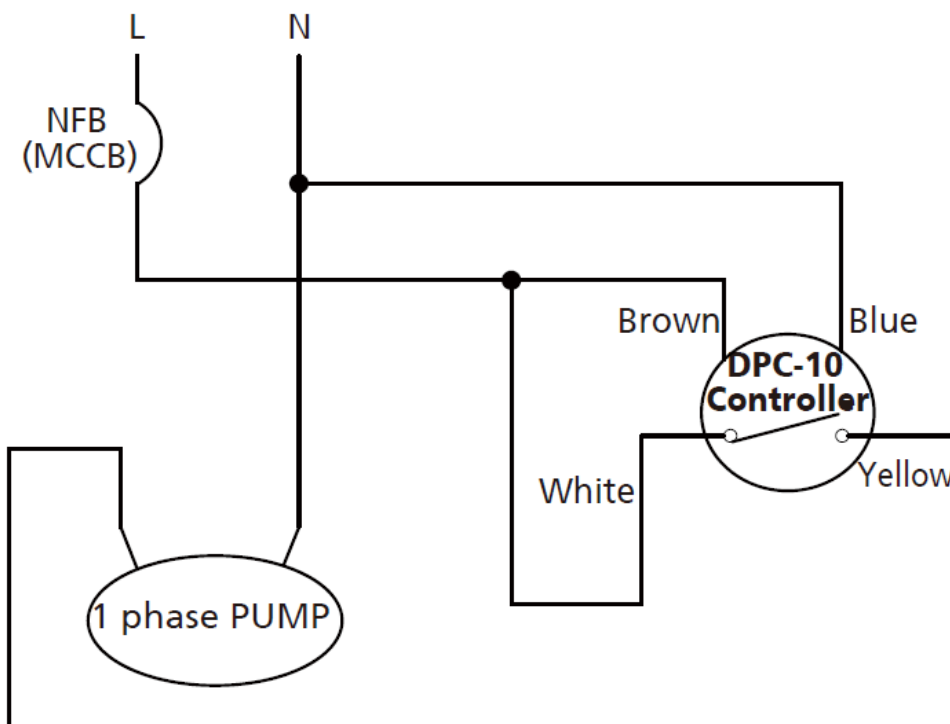 L
N
NFB
(MCCB)
Brown
Blue
DPC-10
Controller
White
Yellow
1 phase PUMP